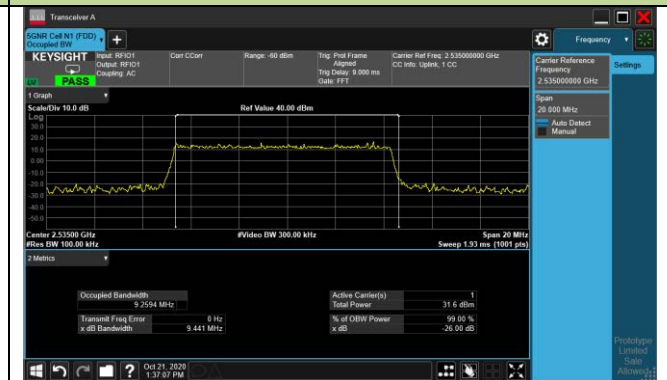 Transceiver A
5GNR Cell N1 (FDD)
Occupied BW
Frequency
KEYSIGHT
Input: RFIO1
Output: RFIO1
Coupling: AC
Corr CCorr
Range: -60 dBm
Trig: Prot Frame
Aligned
Trig Delay: 9.000 ms
Gate: FFT
Carrier Ref Freq: 2.535000000 GHz
CC Info: Uplink, 1 CC
PASS
Carrier Reference
Frequency
2.535000000 GHz
Settings
Span
20.000 MHz
Auto Detect
Manual
1 Graph
Scale/Div 10.0 dB
Ref Value 40.00 dBm
Log
30.0
20.0
10.0
0.00
-10.0
-20.0
-30.0
-40.0
-50.0
Center 2.53500 GHz
#Video BW 300.00 kHz
Span 20 MHz
#Res BW 100.00 kHz
Sweep 1.93 ms (1001 pts)
2 Metrics
Occupied Bandwidth
9.2594 MHz
Active Carrier(s) 1
Total Power 31.6 dBm
Transmit Freq Error 0 Hz
x dB Bandwidth 9.441 MHz
% of OBW Power 99.00 %
x dB -26.00 dB
Prototype
Limited
Sale
Allowed
Oct 21, 2020
1:37:07 PM